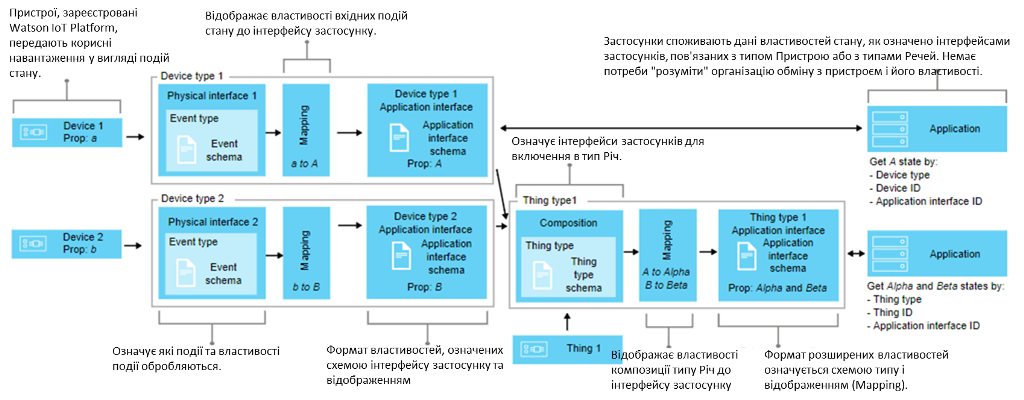 Пристрої, зареєстровані
Watson IoT Platform,
передають корисні
навантаження у вигляді подій
стану.
Відображає властивості вхідних подій
стану до інтерфейсу застосунку.
Застосунки споживають дані властивостей стану, як означено інтерфейсами
застосунків, пов'язаних з типом Пристрою або з типами Речей. Немає
потреби "розуміти" організацію обміну з пристроєм і його властивості.
Device type 1
Device 1
Prop: a
Physical interface 1
Event type
Event
schema
Mapping
a to A
Device type 1
Application interface
Application
interface
schema
Prop: A
Application
Get A state by:
- Device type
- Device ID
- Application interface ID
Означує інтерфейси застосунків для
включення в тип Річ.
Device type 2
Device 2
Prop: b
Physical interface 2
Event type
Event
schema
Mapping
b to B
Device type 2
Application interface
Application
interface
schema
Prop: B
Thing type1
Composition
Thing type
Thing
type
schema
Mapping
A to Alpha
B to Beta
Thing type 1
Application interface
Application
interface
schema
Prop: Alpha and Beta
Application
Get Alpha and Beta states by:
- Thing type
- Thing ID
- Application interface ID
Thing 1
Означує які події та властивості
події обробляються.
Формат властивостей, означених
схемою інтерфейсу застосунку та
відображенням
Відображає властивості
композиції типу Річ до
інтерфейсу застосунку
Формат розширених властивостей
означується схемою типу і
відображенням (Mapping).